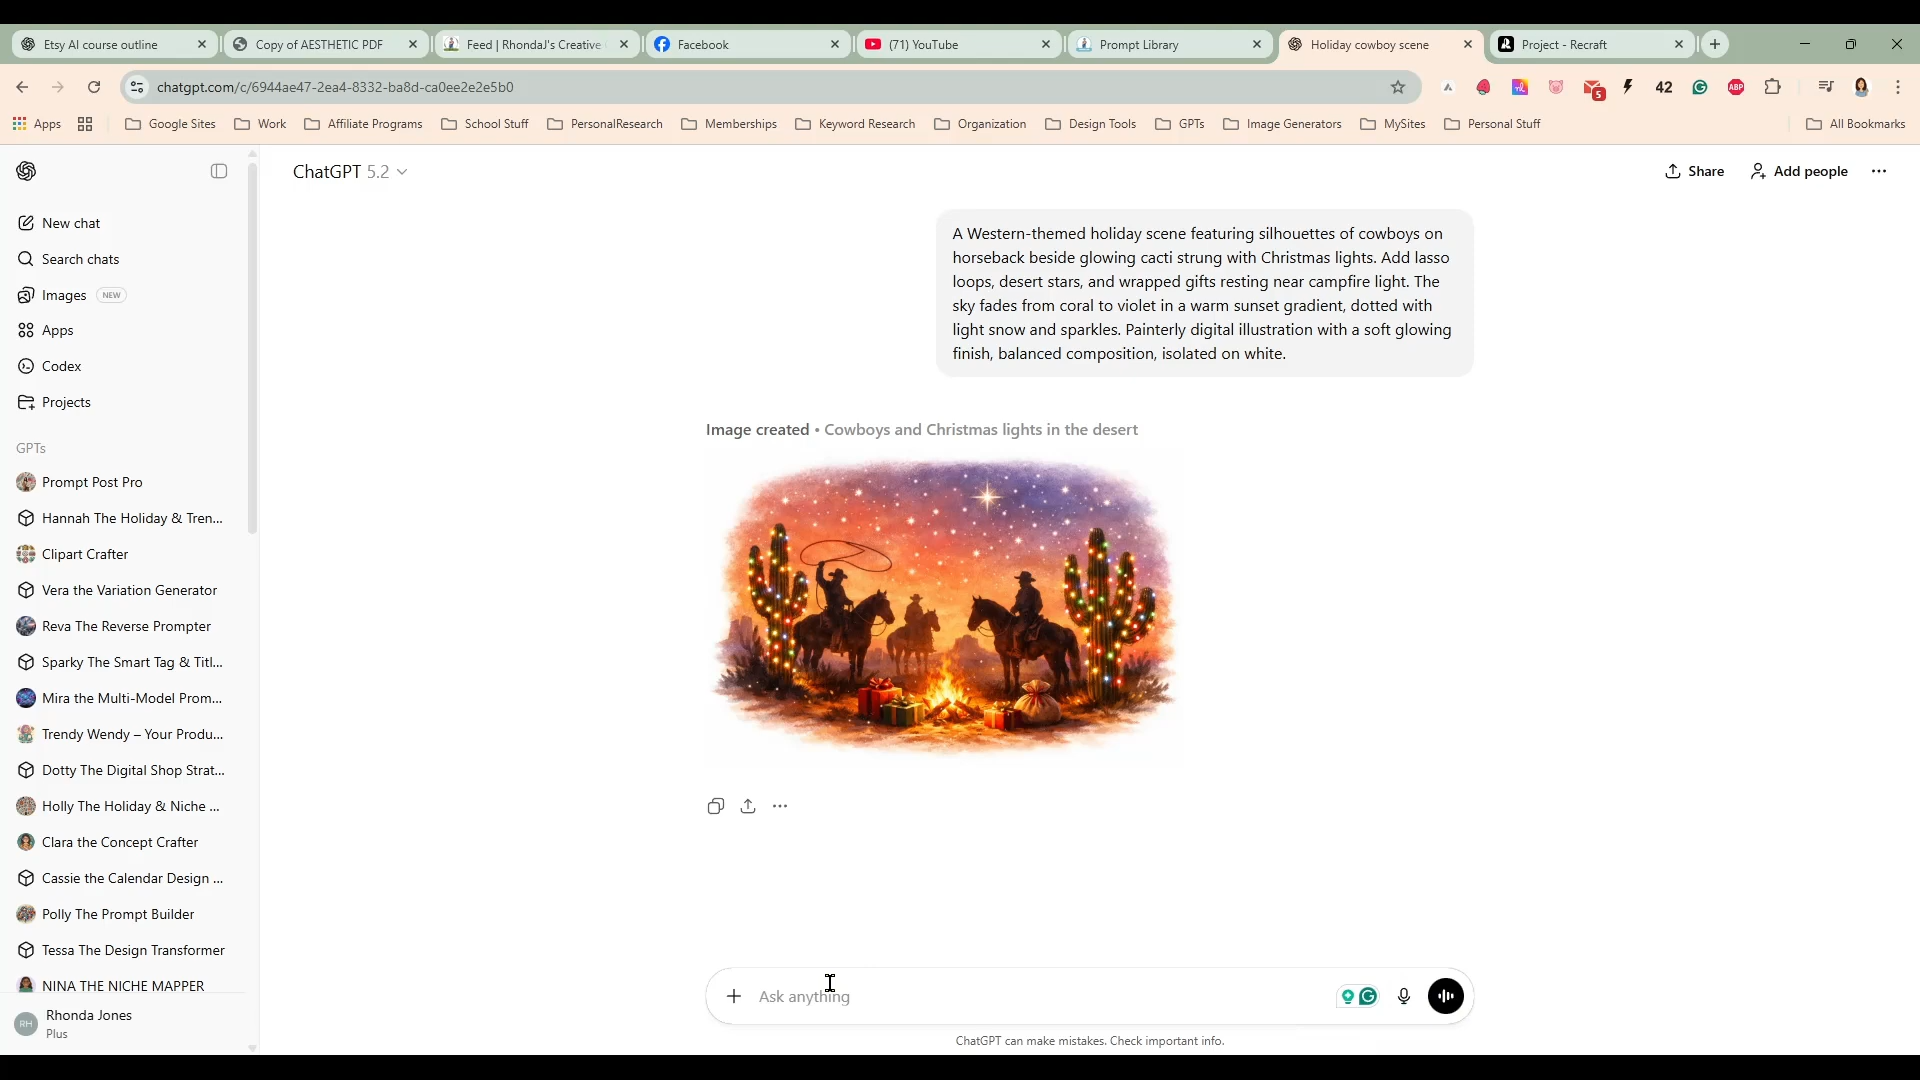 Etsy AI course outline
Copy of AESTHETIC PDF
Feed | RhondaJ's Creative
Facebook
(71) YouTube
Prompt Library
Holiday cowboy scene
Project - Recraft
chatgpt.com/c/6944ae47-2ea4-8332-ba8d-ca0ee2e2e5b0
5
42
ABP
Apps
Google Sites
Work
Affiliate Programs
School Stuff
PersonalResearch
Memberships
Keyword Research
Organization
Design Tools
GPTs
Image Generators
MySites
Personal Stuff
All Bookmarks
ChatGPT 5.2
Share
Add people
New chat
Search chats
Images NEW
Apps
Codex
Projects
GPTs
Prompt Post Pro
Hannah The Holiday & Tren...
Clipart Crafter
Vera the Variation Generator
Reva The Reverse Prompter
Sparky The Smart Tag & Titl...
Mira the Multi-Model Prom...
Trendy Wendy – Your Produ...
Dotty The Digital Shop Strat...
Holly The Holiday & Niche ...
Clara the Concept Crafter
Cassie the Calendar Design ...
Polly The Prompt Builder
Tessa The Design Transformer
NINA THE NICHE MAPPER
RH
Rhonda Jones
Plus
A Western-themed holiday scene featuring silhouettes of cowboys on
horseback beside glowing cacti strung with Christmas lights. Add lasso
loops, desert stars, and wrapped gifts resting near campfire light. The
sky fades from coral to violet in a warm sunset gradient, dotted with
light snow and sparkles. Painterly digital illustration with a soft glowing
finish, balanced composition, isolated on white.
Image created • Cowboys and Christmas lights in the desert
Ask anything
ChatGPT can make mistakes. Check important info.